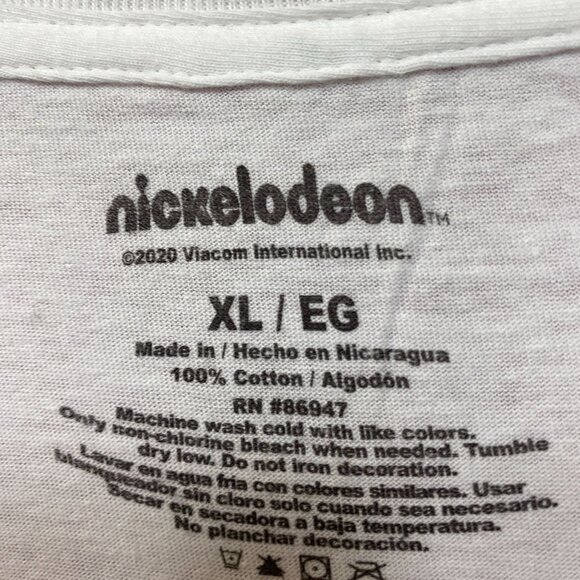 nickelodeon™
©2020 Viacom International Inc.
XL / EG
Made in / Hecho en Nicaragua
100% Cotton / Algodón
RN #86947
Machine wash cold with like colors.
Only non-chlorine bleach when needed. Tumble
dry low. Do not iron decoration.
Lavar en agua fria con colores similares. Usar
blanqueador sin cloro solo cuando sea necesario.
Secar en secadora a baja temperatura.
No planchar decoración.